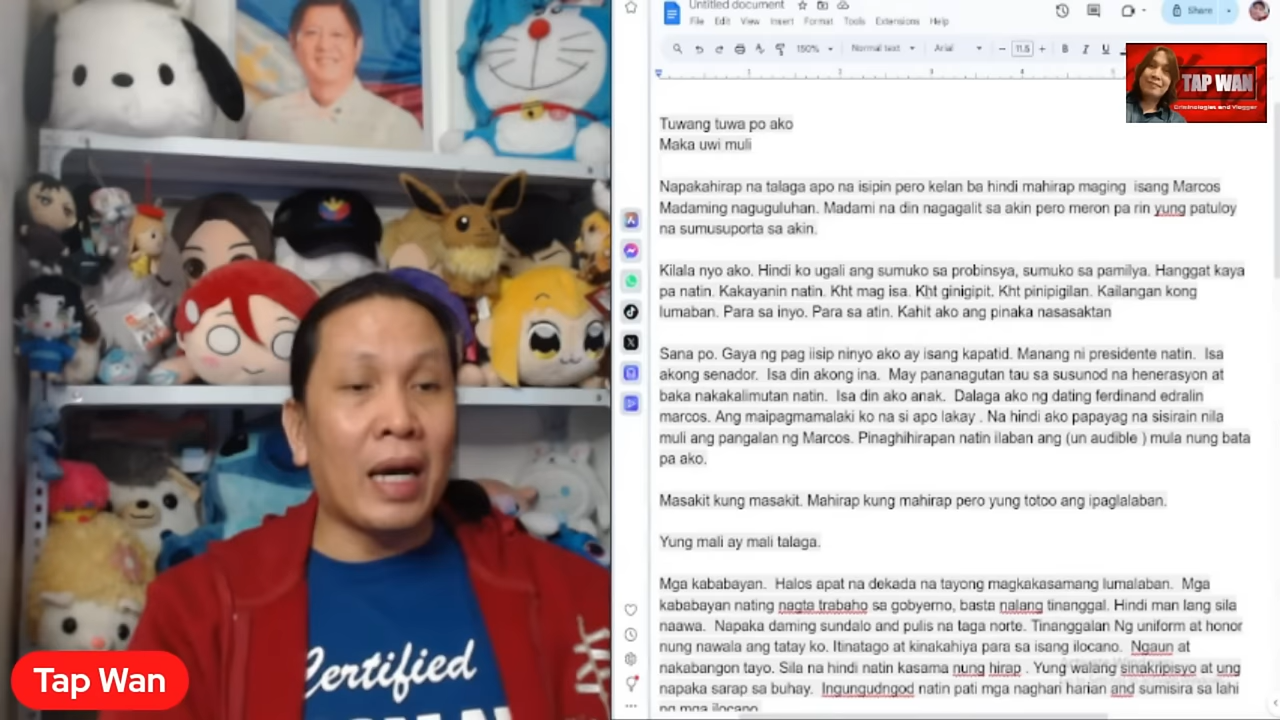 Untitled document
File Edit View Insert Format Tools Extensions Help
Share
150% Normal text Arial 11.5 B I U
1 2 3 4 5
TAP WAN
Criminologist and Vlogger
Tuwang tuwa po ako
Maka uwi muli
Napakahirap na talaga apo na isipin pero kelan ba hindi mahirap maging isang Marcos
Madaming naguguluhan. Madami na din nagagalit sa akin pero meron pa rin yung patuloy
na sumusuporta sa akin.
Kilala nyo ako. Hindi ko ugali ang sumuko sa probinsya, sumuko sa pamilya. Hanggat kaya
pa natin. Kakayanin natin. Kht mag isa. Kht ginigipit. Kht pinipigilan. Kailangan kong
lumaban. Para sa inyo. Para sa atin. Kahit ako ang pinaka nasasaktan
Sana po. Gaya ng pag iisip ninyo ako ay isang kapatid. Manang ni presidente natin. Isa
akong senador. Isa din akong ina. May pananagutan tau sa susunod na henerasyon at
baka nakakalimutan natin. Isa din ako anak. Dalaga ako ng dating ferdinand edralin
marcos. Ang maipagmamalaki ko na si apo lakay . Na hindi ako papayag na sisirain nila
muli ang pangalan ng Marcos. Pinaghihirapan natin ilaban ang (un audible ) mula nung bata
pa ako.
Masakit kung masakit. Mahirap kung mahirap pero yung totoo ang ipaglalaban.
Yung mali ay mali talaga.
Mga kababayan. Halos apat na dekada na tayong magkakasamang lumalaban. Mga
kababayan nating nagta trabaho sa gobyerno, basta nalang tinanggal. Hindi man lang sila
naawa. Napaka daming sundalo and pulis na taga norte. Tinanggalan Ng uniform at honor
nung nawala ang tatay ko. Itinatago at kinakahiya para sa isang ilocano. Ngaun at
nakabangon tayo. Sila na hindi natin kasama nung hirap . Yung walang sinakripisyo at ung
napaka sarap sa buhay. Ingungudngod natin pati mga naghari harian and sumisira sa lahi
ng mga ilocano
Certified
Tap Wan